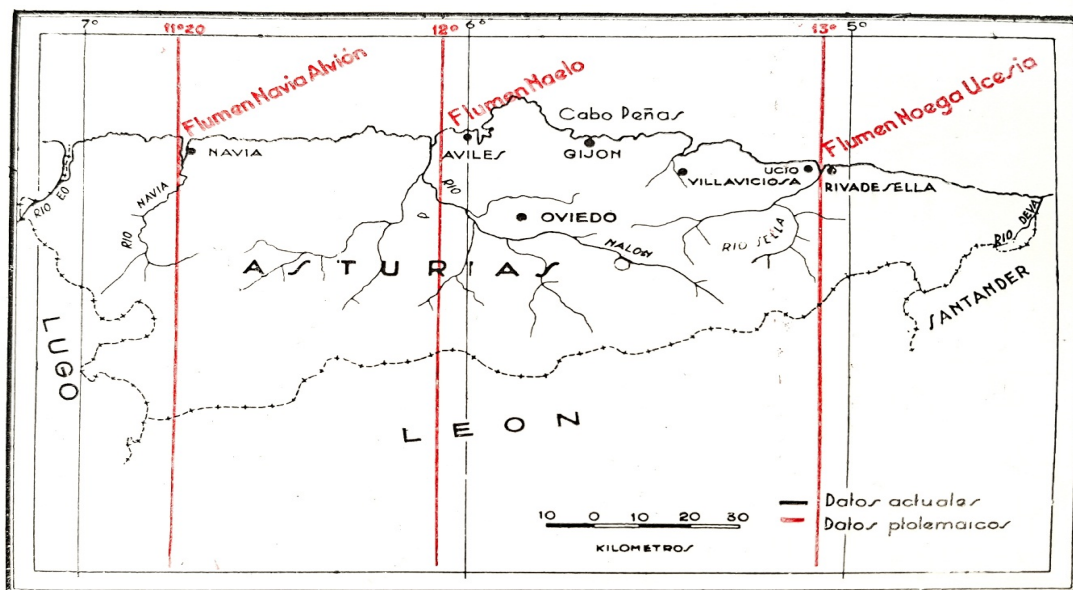 7°
11°20
12°
6°
13°
5°
Flumen Navia Alvión
Flumen Naelo
Flumen Noega Ucesia
Cabo Peñas
NAVIA
AVILES
GIJON
VILLAVICIOSA
UCIO
RIVADESELLA
RIO EO
RIO NAVIA
RIO
OVIEDO
NALON
RIO SELLA
RIO DEVA
ASTURIAS
SANTANDER
LUGO
LEON
10 0 10 20 30
KILOMETROS
Datos actuales
Datos ptolemaicos